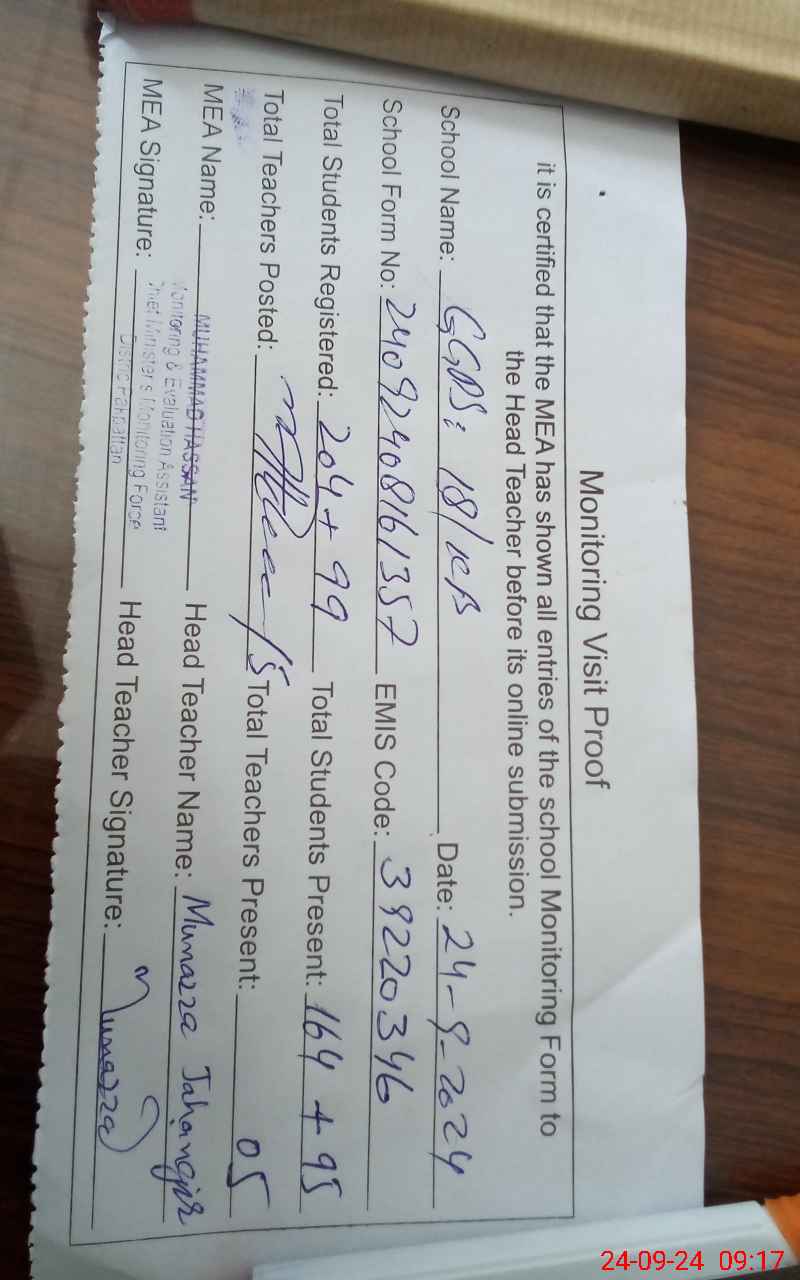 Monitoring Visit Proof
it is certified that the MEA has shown all entries of the school Monitoring Form to
the Head Teacher before its online submission.
School Name: GGPS: 18/KB Date: 24-9-2024
School Form No: 24092408161357 EMIS Code: 39220346
Total Students Registered: 204 + 99 Total Students Present: 164 + 95
Total Teachers Posted: 5 Total Teachers Present: 05
MEA Name: MUHAMMAD HASSAN Head Teacher Name: Munazza Jahangir
Monitoring & Evaluation Assistant
MEA Signature: Chief Minister's Monitoring Force Head Teacher Signature: Munazza
District Pakpattan
24-09-24 09:17